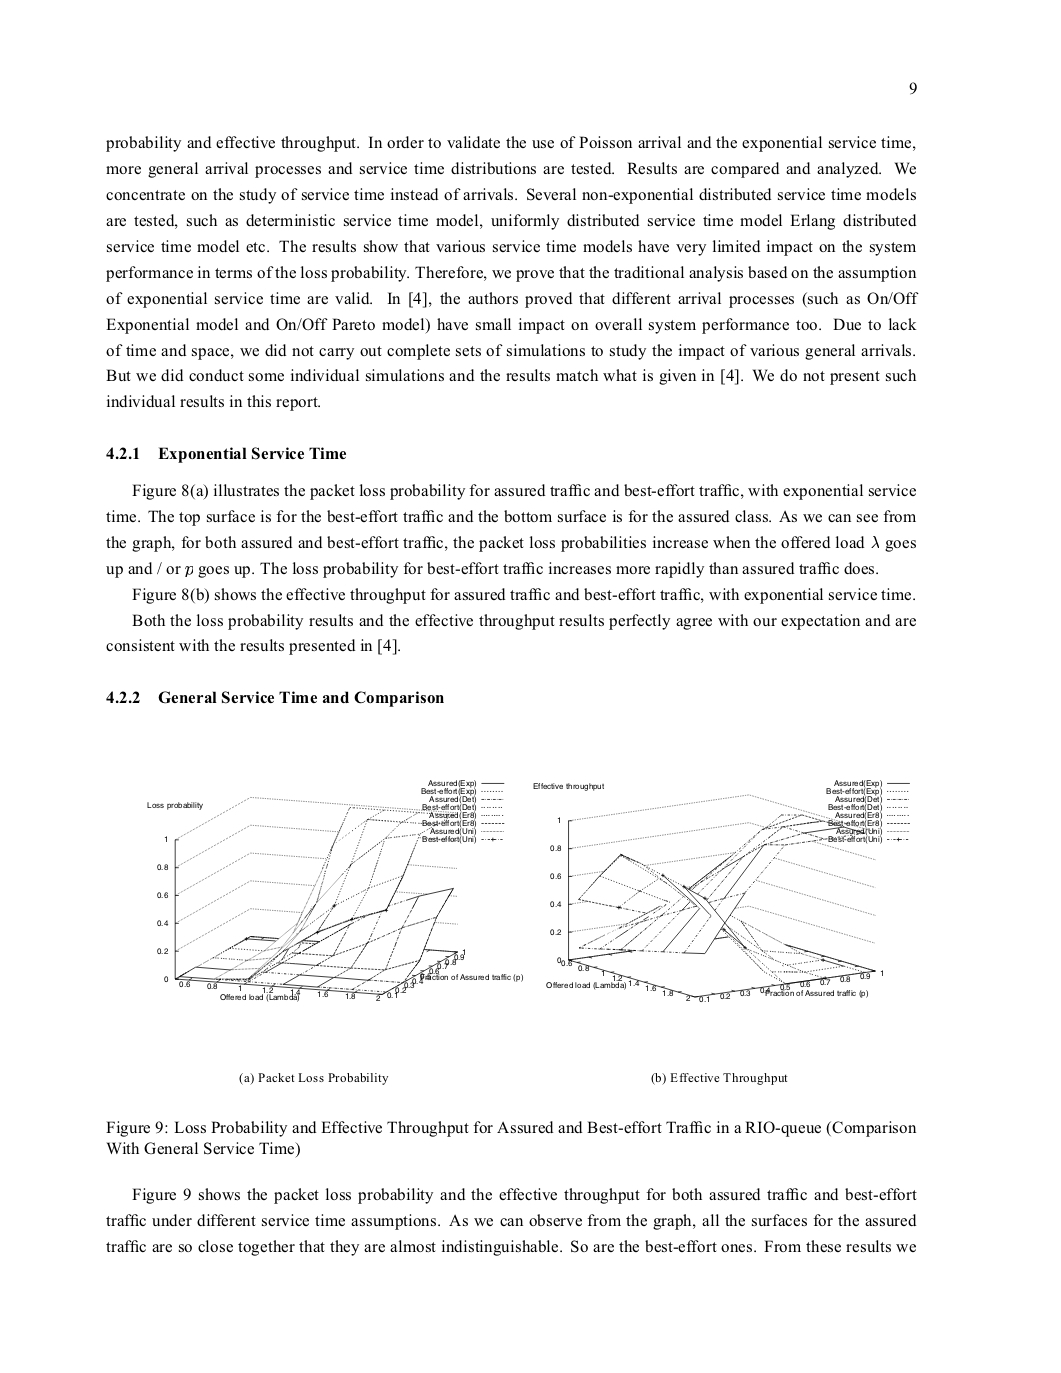 9
probability and effective throughput. In order to validate the use of Poisson arrival and the exponential service time,
more general arrival processes and service time distributions are tested. Results are compared and analyzed. We
concentrate on the study of service time instead of arrivals. Several non-exponential distributed service time models
are tested, such as deterministic service time model, uniformly distributed service time model Erlang distributed
service time model etc. The results show that various service time models have very limited impact on the system
performance in terms of the loss probability. Therefore, we prove that the traditional analysis based on the assumption
of exponential service time are valid. In [4], the authors proved that different arrival processes (such as On/Off
Exponential model and On/Off Pareto model) have small impact on overall system performance too. Due to lack
of time and space, we did not carry out complete sets of simulations to study the impact of various general arrivals.
But we did conduct some individual simulations and the results match what is given in [4]. We do not present such
individual results in this report.
4.2.1 Exponential Service Time
Figure 8(a) illustrates the packet loss probability for assured traffic and best-effort traffic, with exponential service
time. The top surface is for the best-effort traffic and the bottom surface is for the assured class. As we can see from
the graph, for both assured and best-effort traffic, the packet loss probabilities increase when the offered load λ goes
up and / or p goes up. The loss probability for best-effort traffic increases more rapidly than assured traffic does.
Figure 8(b) shows the effective throughput for assured traffic and best-effort traffic, with exponential service time.
Both the loss probability results and the effective throughput results perfectly agree with our expectation and are
consistent with the results presented in [4].
4.2.2 General Service Time and Comparison
Loss probability
Assured(Exp)
Best-effort(Exp)
Assured(Det)
Best-effort(Det)
Assured(Er8)
Best-effort(Er8)
Assured(Uni)
Best-effort(Uni)
1
0.8
0.6
0.4
0.2
0
0.6 0.8 1 1.2 1.4 1.6 1.8 2
Offered load (Lambda)
0.1 0.2 0.3 0.4 0.6 0.7 0.8 0.9 1
Fraction of Assured traffic (p)
Effective throughput
Assured(Exp)
Best-effort(Exp)
Assured(Det)
Best-effort(Det)
Assured(Er8)
Best-effort(Er8)
Assured(Uni)
Best-effort(Uni)
1
0.8
0.6
0.4
0.2
0
0.6 0.8 1 1.2 1.4 1.6 1.8 2
Offered load (Lambda)
0.1 0.2 0.3 0.4 0.5 0.6 0.7 0.8 0.9 1
Fraction of Assured traffic (p)
(a) Packet Loss Probability
(b) Effective Throughput
Figure 9: Loss Probability and Effective Throughput for Assured and Best-effort Traffic in a RIO-queue (Comparison
With General Service Time)
Figure 9 shows the packet loss probability and the effective throughput for both assured traffic and best-effort
traffic under different service time assumptions. As we can observe from the graph, all the surfaces for the assured
traffic are so close together that they are almost indistinguishable. So are the best-effort ones. From these results we